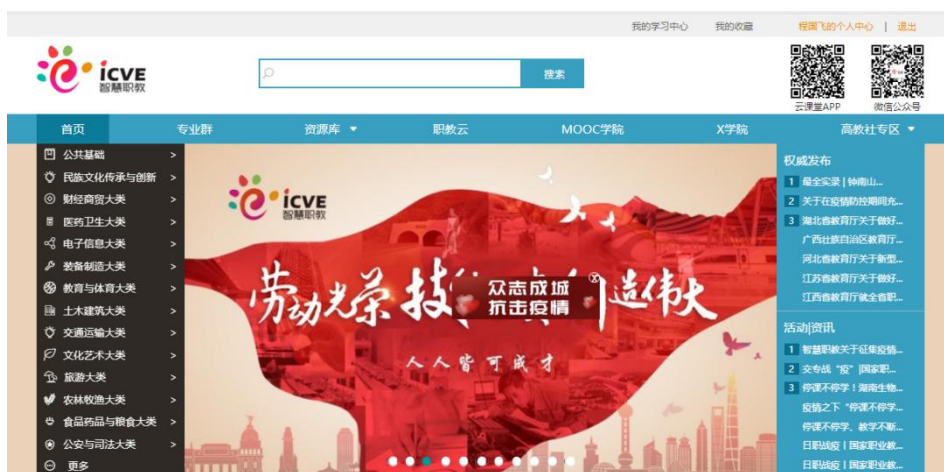 我的学习中心 我的收藏 程国飞的个人中心 | 退出
icve
智慧职教
搜索
云课堂APP 微信公众号
首页 专业群 资源库 职教云 MOOC学院 X学院 高教社专区
公共基础 >
民族文化传承与创新 >
财经商贸大类 >
医药卫生大类 >
电子信息大类 >
装备制造大类 >
教育与体育大类 >
土木建筑大类 >
交通运输大类 >
文化艺术大类 >
旅游大类 >
农林牧渔大类 >
食品药品与粮食大类 >
公安与司法大类 >
更多
icve
智慧职教
劳动光荣 技 造伟大
众志成城
抗击疫情
人人皆可成才
权威发布
1 最全实录 | 钟南山...
2 关于在疫情防控期间充...
3 湖北省教育厅关于做好...
广西壮族自治区教育厅...
河北省教育厅关于新型...
江苏省教育厅关于做好...
江西省教育厅就全省职...
活动|资讯
1 智慧职教关于征集疫情...
2 交专战 "疫" |国家职...
3 停课不停学！湖南生物...
疫情之下 "停课不停学...
停课不停学、教学不断...
日职战疫 | 国家职业教...
日职战疫 | 国家职业教...